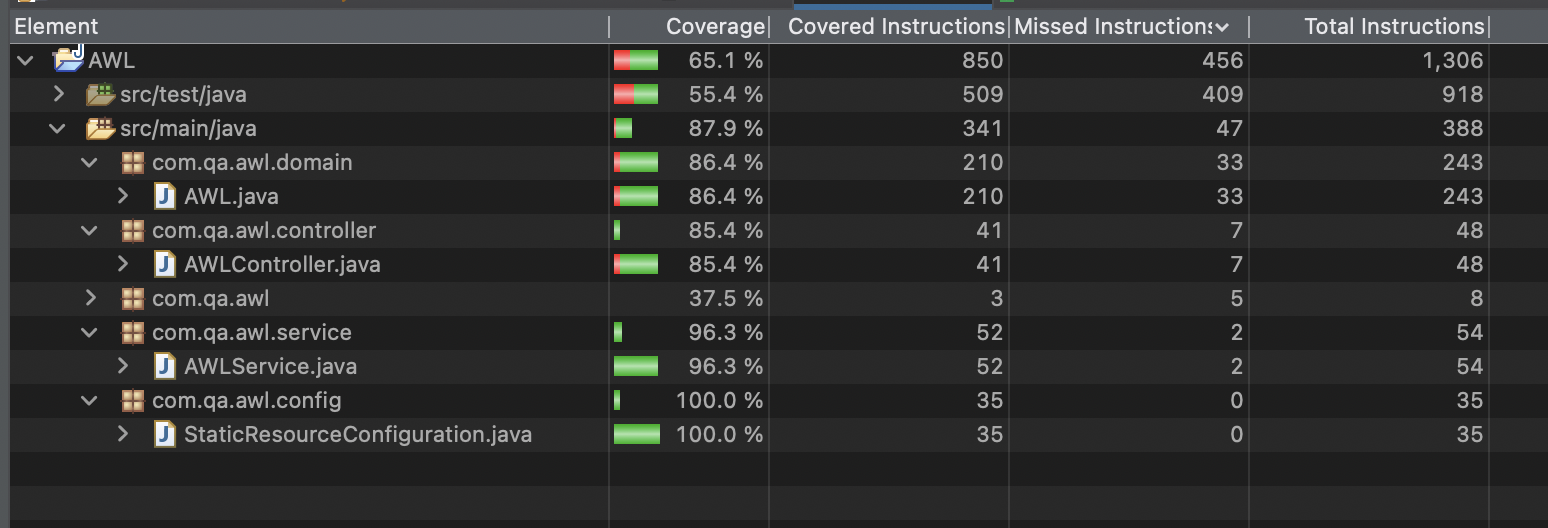 Element Coverage Covered Instructions Missed Instructions Total Instructions
AWL 65.1 % 850 456 1,306
src/test/java 55.4 % 509 409 918
src/main/java 87.9 % 341 47 388
com.qa.awl.domain 86.4 % 210 33 243
AWL.java 86.4 % 210 33 243
com.qa.awl.controller 85.4 % 41 7 48
AWLController.java 85.4 % 41 7 48
com.qa.awl 37.5 % 3 5 8
com.qa.awl.service 96.3 % 52 2 54
AWLService.java 96.3 % 52 2 54
com.qa.awl.config 100.0 % 35 0 35
StaticResourceConfiguration.java 100.0 % 35 0 35